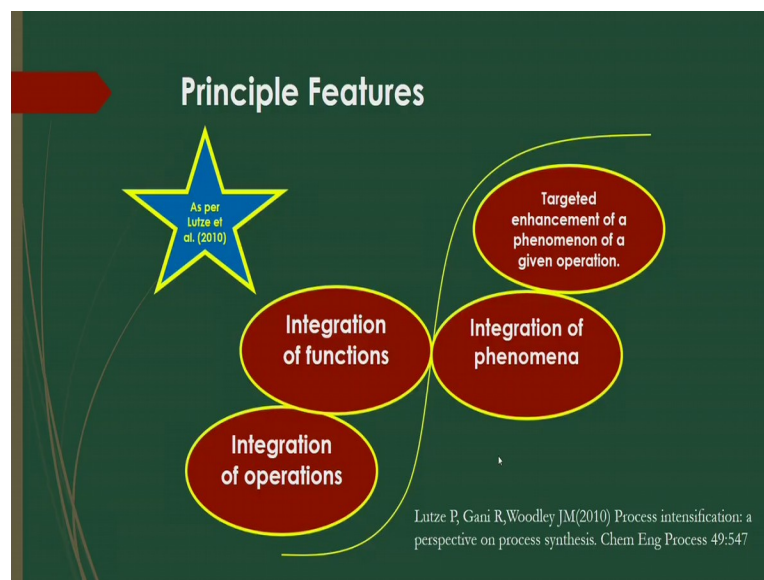 Principle Features
As per
Lutze et
al. (2010)
Targeted
enhancement of a
phenomenon of a
given operation.
Integration
of functions
Integration of
phenomena
Integration
of operations
Lutze P, Gani R,Woodley JM(2010) Process intensification: a
perspective on process synthesis. Chem Eng Process 49:547